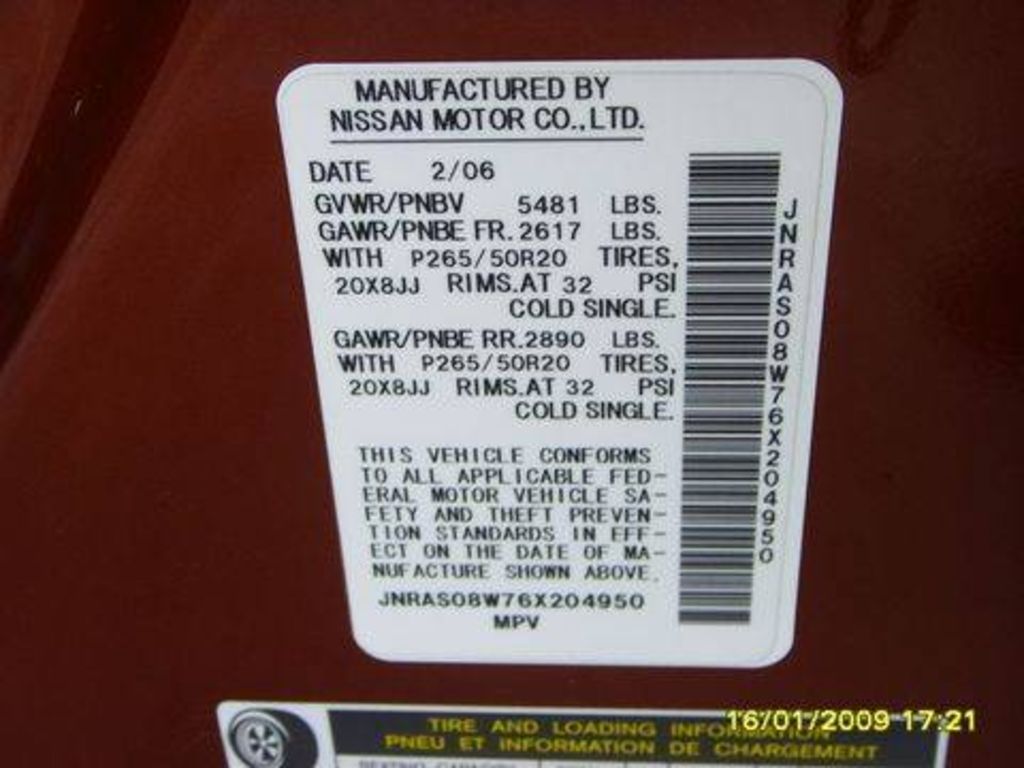 MANUFACTURED BY
NISSAN MOTOR CO.,LTD.
DATE 2/06
GVWR/PNBV 5481 LBS.
GAWR/PNBE FR. 2617 LBS.
WITH P265/50R20 TIRES,
20X8JJ RIMS.AT 32 PSI
COLD SINGLE.
GAWR/PNBE RR. 2890 LBS.
WITH P265/50R20 TIRES,
20X8JJ RIMS.AT 32 PSI
COLD SINGLE.
THIS VEHICLE CONFORMS
TO ALL APPLICABLE FED-
ERAL MOTOR VEHICLE SA-
FETY AND THEFT PREVEN-
TION STANDARDS IN EFF-
ECT ON THE DATE OF MA-
NUFACTURE SHOWN ABOVE.
JNRAS08W76X204950
MPV
JNRAS08W76X204950
TIRE AND LOADING INFORMATION
PNEU ET INFORMATION DE CHARGEMENT
16/01/2009 17:21